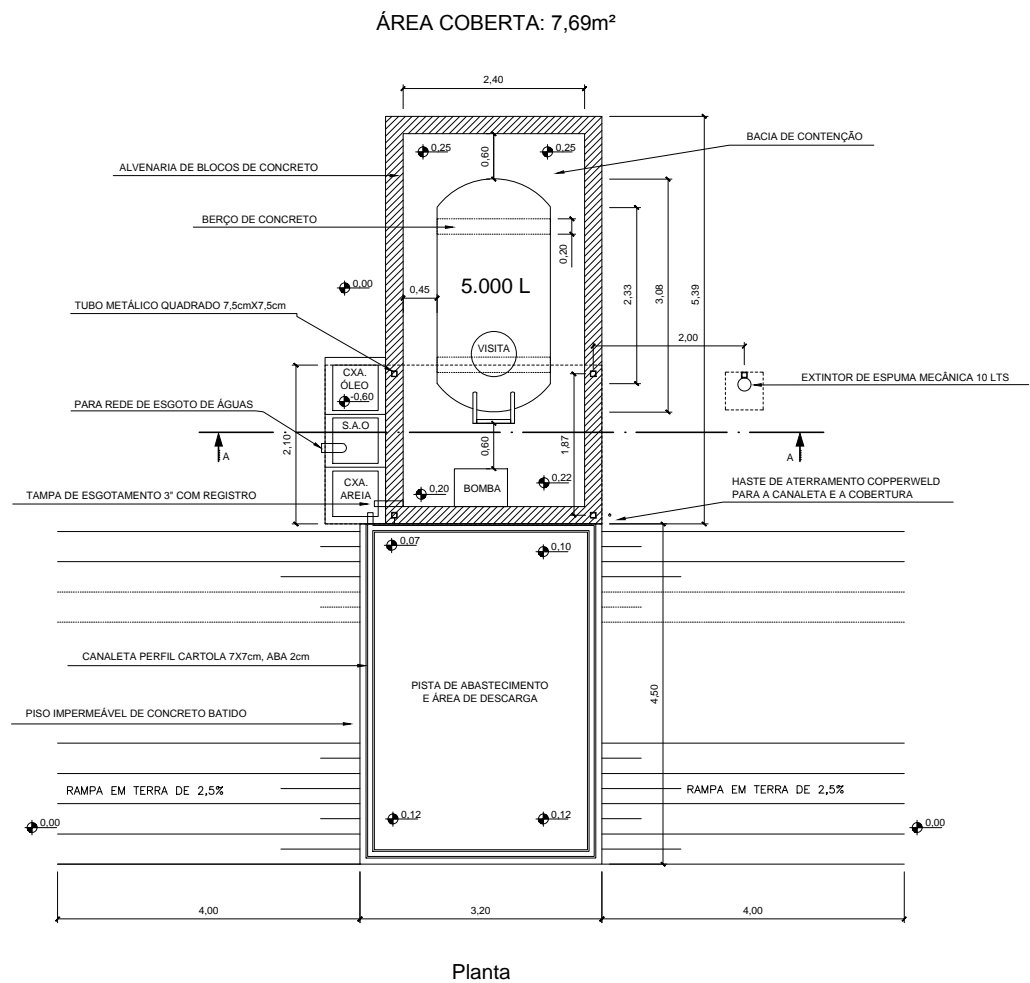 ÁREA COBERTA: 7,69m²
2,40
0,25
0,25
0,60
BACIA DE CONTENÇÃO
ALVENARIA DE BLOCOS DE CONCRETO
BERÇO DE CONCRETO
0,20
0,00
0,45
5.000 L
2,33
3,08
5,39
TUBO METÁLICO QUADRADO 7,5cmX7,5cm
VISITA
2,00
CXA.
ÓLEO
-0,60
EXTINTOR DE ESPUMA MECÂNICA 10 LTS
PARA REDE DE ESGOTO DE ÁGUAS
S.A.O
2,10
0,60
1,87
A
A
CXA.
AREIA
TAMPA DE ESGOTAMENTO 3" COM REGISTRO
0,20
BOMBA
0,22
HASTE DE ATERRAMENTO COPPERWELD
PARA A CANALETA E A COBERTURA
0,07
0,10
CANALETA PERFIL CARTOLA 7X7cm, ABA 2cm
PISTA DE ABASTECIMENTO
E ÁREA DE DESCARGA
4,50
PISO IMPERMEÁVEL DE CONCRETO BATIDO
RAMPA EM TERRA DE 2,5%
RAMPA EM TERRA DE 2,5%
0,00
0,12
0,12
0,00
4,00
3,20
4,00
Planta